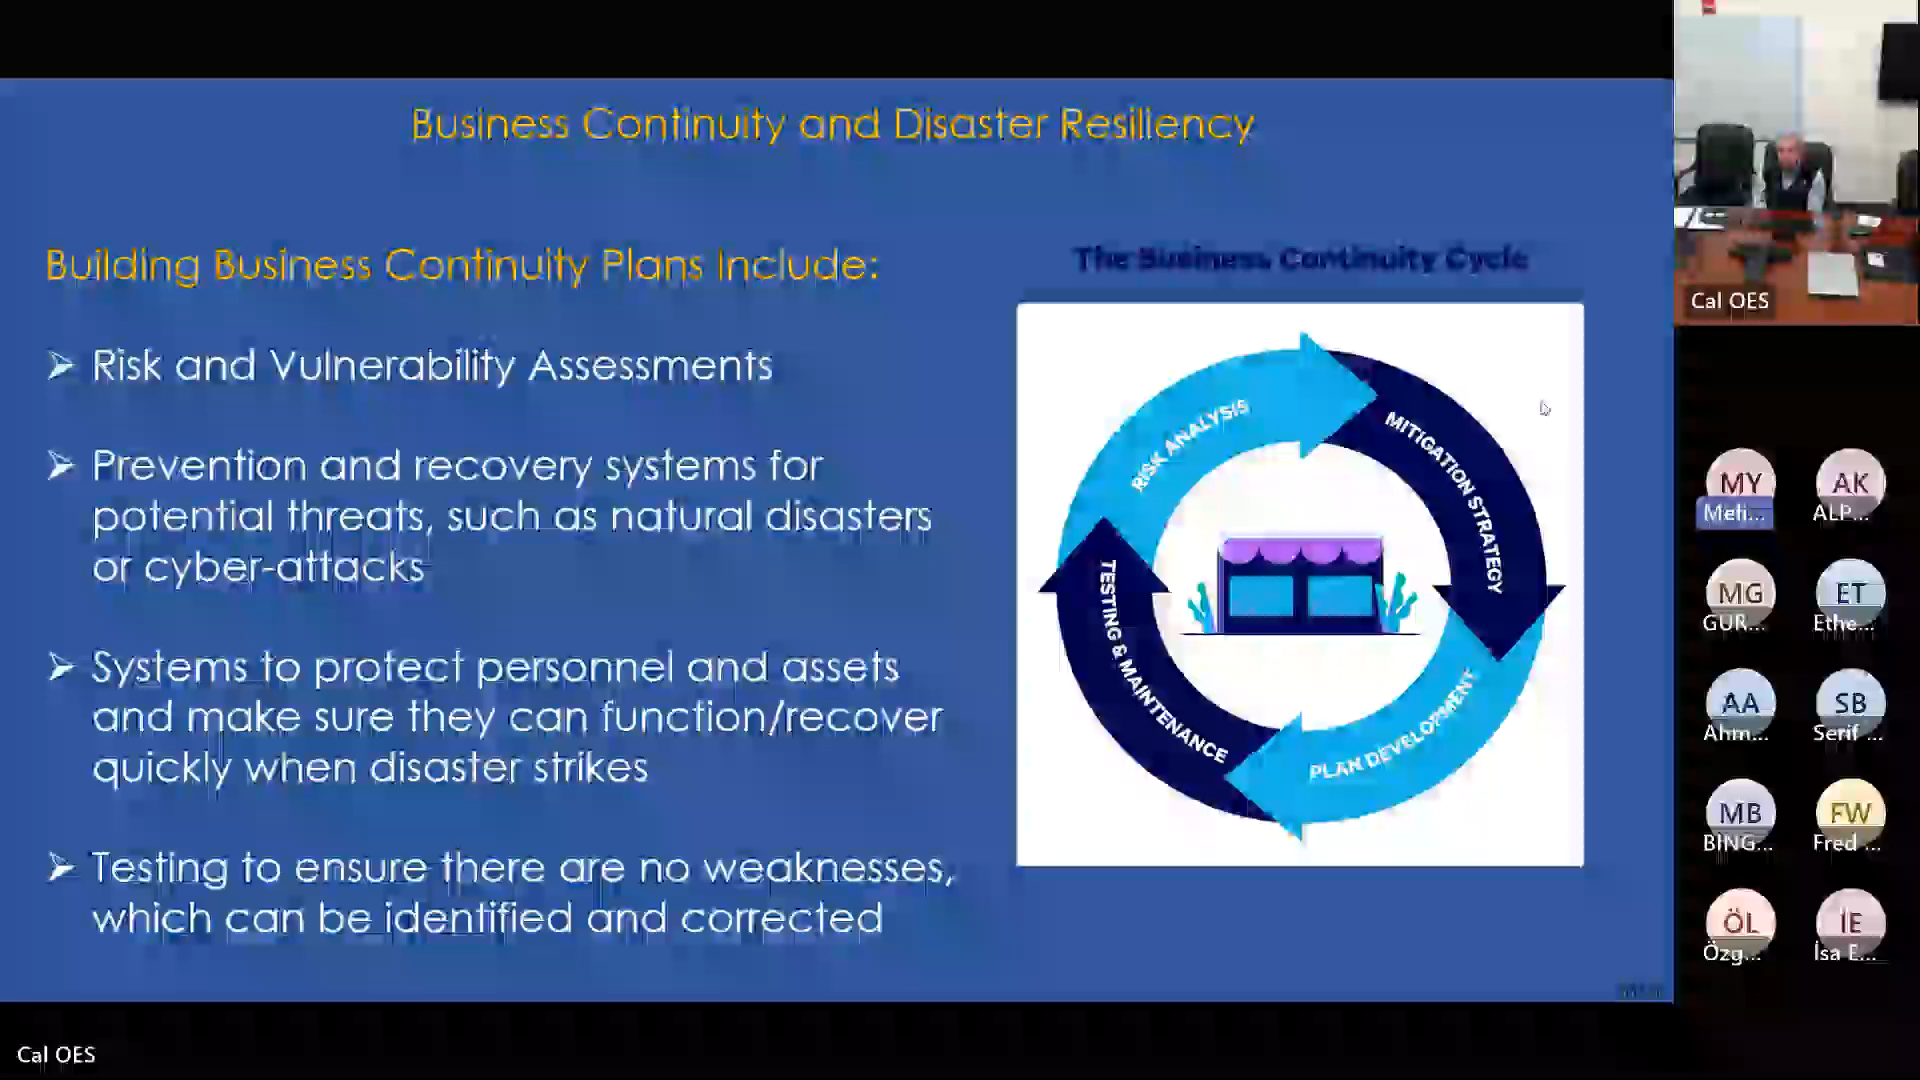 Business Continuity and Disaster Resiliency
Building Business Continuity Plans Include:
Risk and Vulnerability Assessments
Prevention and recovery systems for
potential threats, such as natural disasters
or cyber-attacks
Systems to protect personnel and assets
and make sure they can function/recover
quickly when disaster strikes
Testing to ensure there are no weaknesses,
which can be identified and corrected
The Business Continuity Cycle
RISK ANALYSIS
MITIGATION STRATEGY
PLAN DEVELOPMENT
TESTING & MAINTENANCE
Cal OES
MY
AK
Meti...
ALP...
MG
ET
GUR...
Ethe...
AA
SB
Ahm...
Serif ...
MB
FW
BING...
Fred ...
ÖL
İE
Özg...
İsa E...
Cal OES